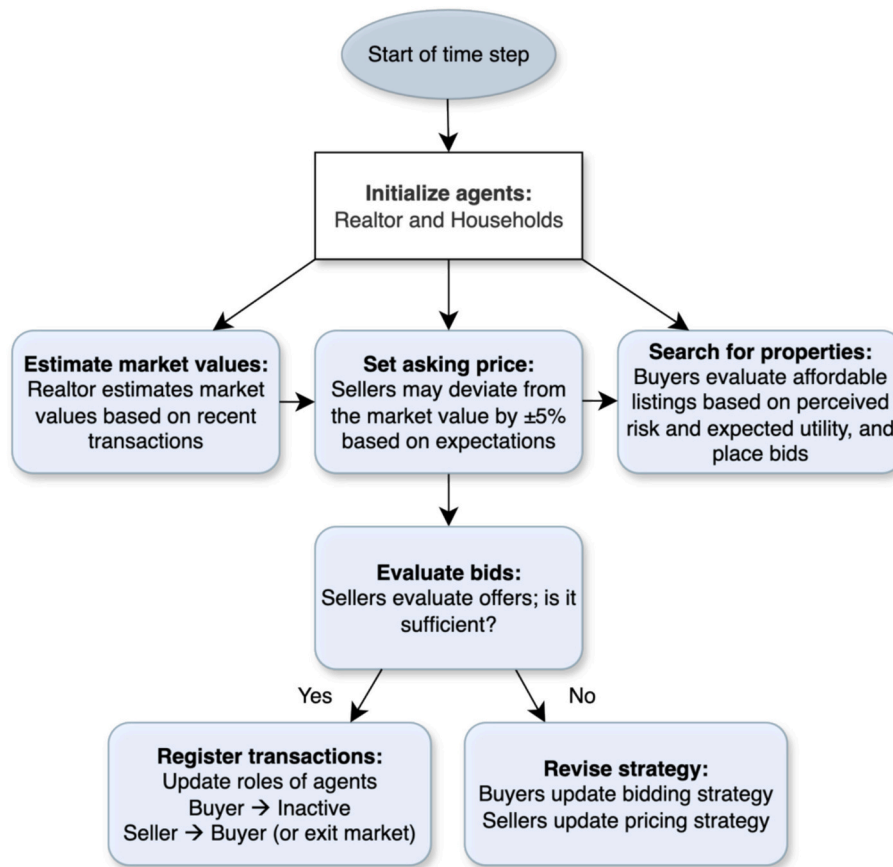 Start of time step
Initialize agents:
Realtor and Households
Estimate market values:
Realtor estimates market
values based on recent
transactions
Set asking price:
Sellers may deviate from
the market value by ±5%
based on expectations
Search for properties:
Buyers evaluate affordable
listings based on perceived
risk and expected utility, and
place bids
Evaluate bids:
Sellers evaluate offers; is it
sufficient?
Yes
No
Register transactions:
Update roles of agents
Buyer → Inactive
Seller → Buyer (or exit market)
Revise strategy:
Buyers update bidding strategy
Sellers update pricing strategy